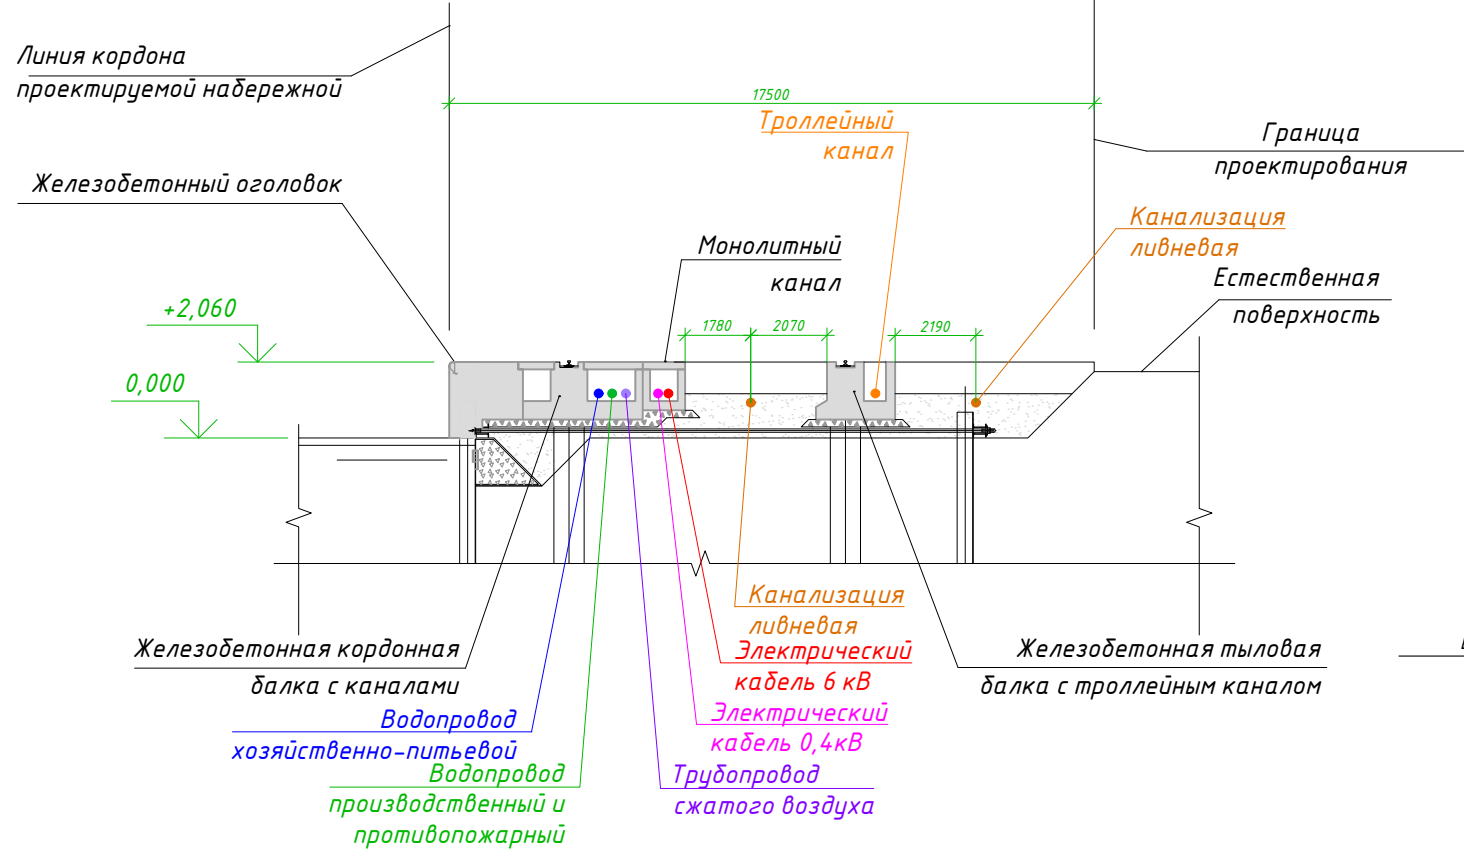 Линия кордона
проектируемой набережной
17500
Троллейный
канал
Граница
проектирования
Железобетонный оголовок
Канализация
ливневая
Монолитный
канал
Естественная
поверхность
+2,060
1780
2070
2190
0,000
Канализация
ливневая
Железобетонная кордонная
балка с каналами
Электрический
кабель 6 кВ
Железобетонная тыловая
балка с троллейным каналом
Водопровод
хозяйственно-питьевой
Электрический
кабель 0,4кВ
Водопровод
производственный и
противопожарный
Трубопровод
сжатого воздуха